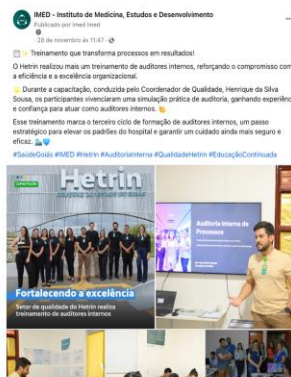 IMED - Instituto de Medicina, Estudos e Desenvolvimento
Publicado por Imed Imed
· 28 de novembro às 11:47 ·
Treinamento que transforma processos em resultados!
O Hetrin realizou mais um treinamento de auditores internos, reforçando o compromisso com
a eficiência e a excelência organizacional.
Durante a capacitação, conduzida pelo Coordenador de Qualidade, Henrique da Silva
Sousa, os participantes vivenciaram uma simulação prática de auditoria, ganhando experiênc
e confiança para atuar como auditores internos.
Esse treinamento marca o terceiro ciclo de formação de auditores internos, um passo
estratégico para elevar os padrões do hospital e garantir um cuidado ainda mais seguro e
eficaz.
#SaúdeGoiás #IMED #Hetrin #AuditoriaInterna #QualidadeHetrin #EducaçãoContinuada
CAPACITAÇÃO
Hetrin
Fortalecendo a excelência
Setor de qualidade do Hetrin realiza
treinamento de auditores internos
Auditoria Interna de
Processos